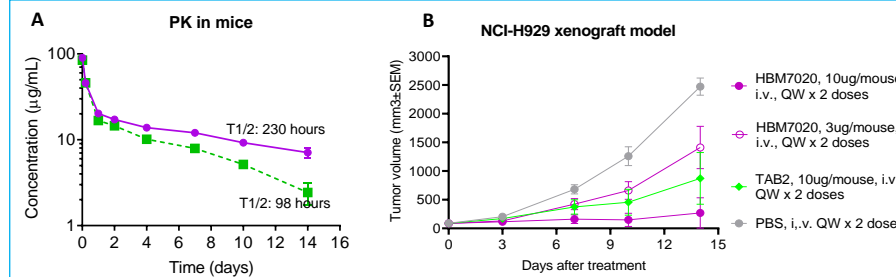 A
PK in mice
Concentration (µg/mL)
100
10
1
T1/2: 230 hours
T1/2: 98 hours
0 2 4 6 8 10 12 14 16
Time (days)
B
NCI-H929 xenograft model
Tumor volume (mm3±SEM)
3000
2500
2000
1500
1000
500
0
0 3 6 9 12 15
Days after treatment
HBM7020, 10ug/mouse
i.v., QW x 2 doses
HBM7020, 3ug/mouse
i.v., QW x 2 doses
TAB2, 10ug/mouse, i.v
QW x 2 doses
PBS, i,.v. QW x 2 dose